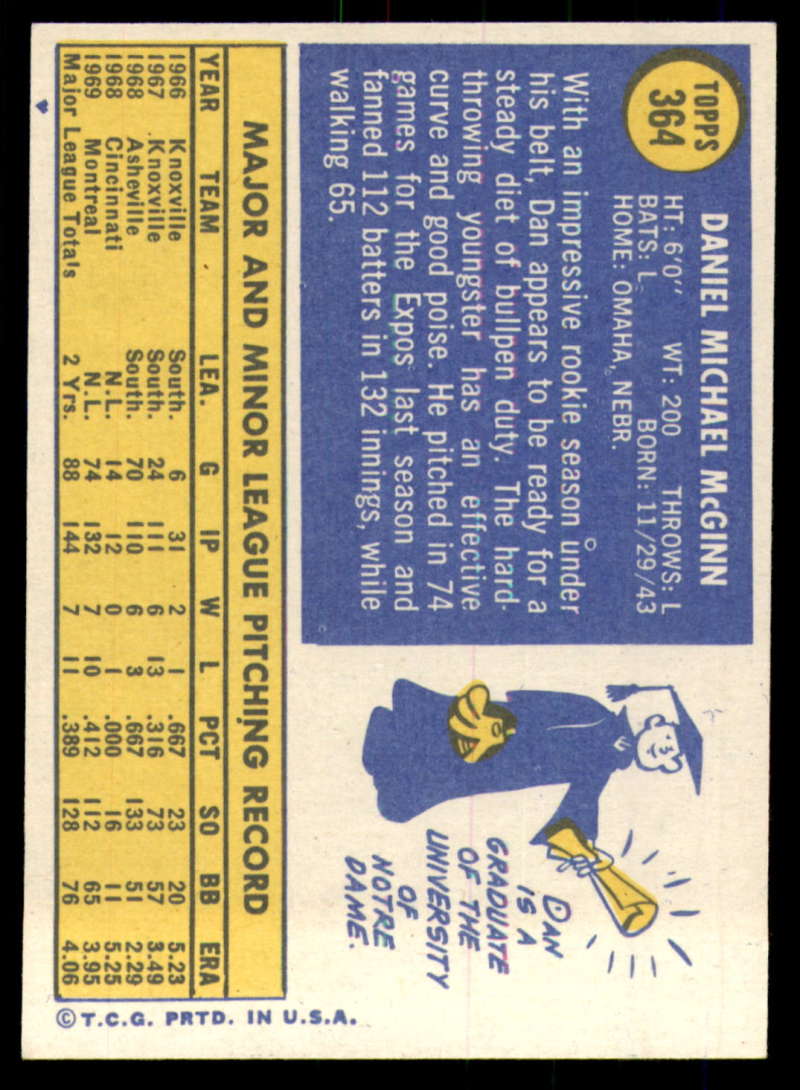 TOPPS
364
DANIEL MICHAEL McGINN
HT: 6'0" WT: 200 THROWS: L
BATS: L BORN: 11/29/43
HOME: OMAHA, NEBR.
With an impressive rookie season under
his belt, Dan appears to be ready for a
steady diet of bullpen duty. The hard-
throwing youngster has an effective
curve and good poise. He pitched in 74
games for the Expos last season and
fanned 112 batters in 132 innings, while
walking 65.
DAN
IS A
GRADUATE
OF THE
UNIVERSITY
OF
NOTRE
DAME.
MAJOR AND MINOR LEAGUE PITCHING RECORD
YEAR TEAM LEA. G IP W L PCT SO BB ERA
1966 Knoxville South. 6 31 2 1 .667 23 20 5.23
1967 Knoxville South. 24 111 6 13 .316 73 57 3.49
1968 Asheville South. 70 110 6 3 .667 133 51 2.29
1968 Cincinnati N.L. 14 12 0 1 .000 16 11 5.25
1969 Montreal N.L. 74 132 7 10 .412 112 65 3.95
Major League Totals 2 Yrs. 88 144 7 11 .389 128 76 4.06
© T.C.G. PRTD. IN U.S.A.